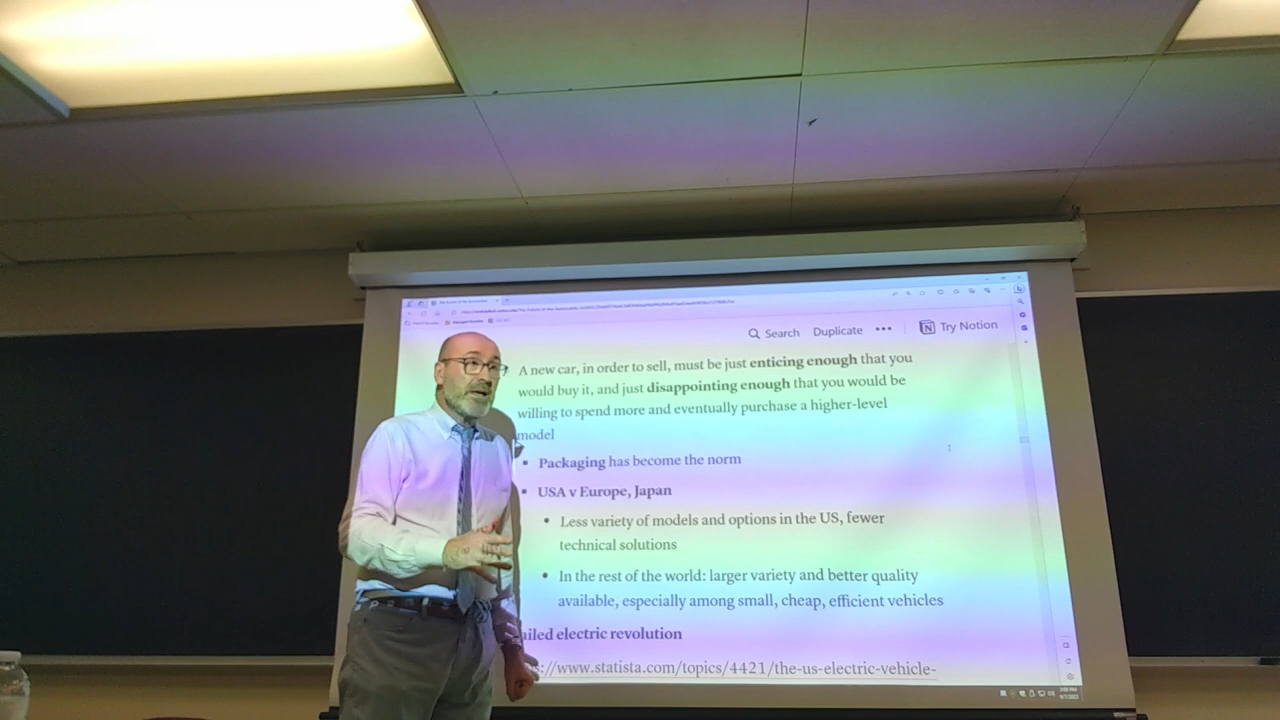 Search Duplicate ••• Try Notion
A new car, in order to sell, must be just enticing enough that you
would buy it, and just disappointing enough that you would be
willing to spend more and eventually purchase a higher-level
model
▪ Packaging has become the norm
▪ USA v Europe, Japan
• Less variety of models and options in the US, fewer
technical solutions
• In the rest of the world: larger variety and better quality
available, especially among small, cheap, efficient vehicles
ailed electric revolution
s://www.statista.com/topics/4421/the-us-electric-vehicle-